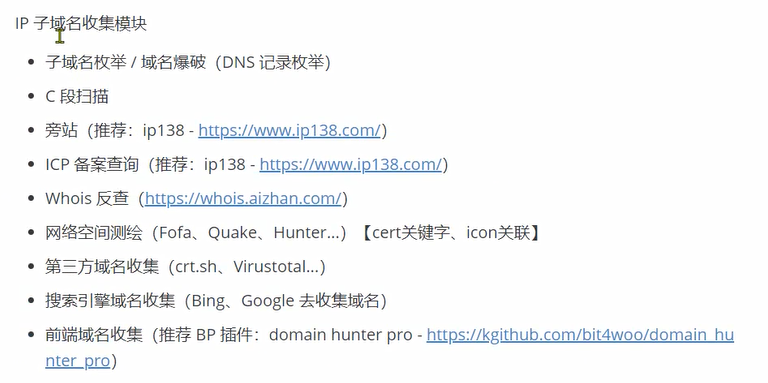 IP 子域名收集模块
子域名枚举 / 域名爆破（DNS 记录枚举）
C 段扫描
旁站（推荐：ip138 - https://www.ip138.com/）
ICP 备案查询（推荐：ip138 - https://www.ip138.com/）
Whois 反查（https://whois.aizhan.com/）
网络空间测绘（Fofa、Quake、Hunter...）【cert关键字、icon关联】
第三方域名收集（crt.sh、Virustotal...）
搜索引擎域名收集（Bing、Google 去收集域名）
前端域名收集（推荐 BP 插件：domain hunter pro - https://kgithub.com/bit4woo/domain_hu
nter_pro）